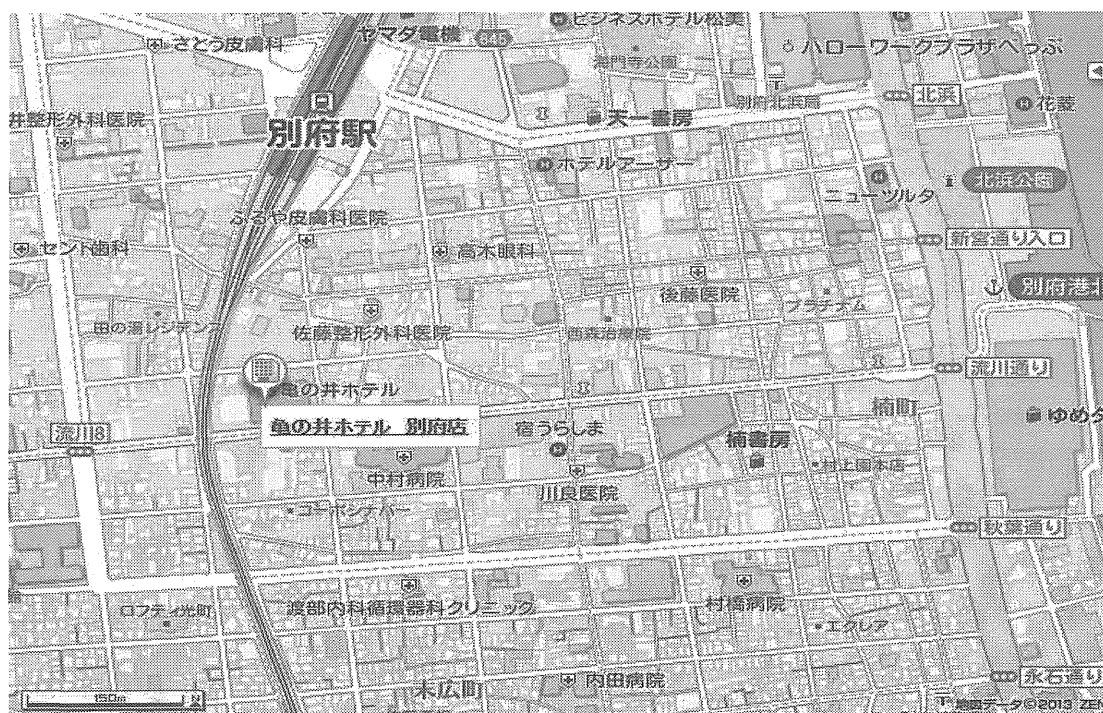 ビジネスホテル松美
ヤマダ電機
645
さとう皮膚科
海門寺公園
ハローワークプラザべっぷ
北浜
花菱
別府北浜局
天一書房
別府駅
井整形外科医院
ホテルアーサー
ニューツルタ
北浜公園
ふるや皮膚科医院
セント歯科
高木眼科
新宮通り入口
後藤医院
別府港北
プラチナム
田の湯レジデンス
佐藤整形外科医院
西森治療院
流川通り
亀の井ホテル
楠町
ゆめタ
亀の井ホテル 別府店
流川8
宿うらしま
楠書房
村上園本店
中村病院
川良医院
コーポシナバー
秋葉通り
渡部内科循環器科クリニック
村橋病院
ロフティ光町
エクレア
末広町
内田病院
永石通り
150m
N
地図データ©2013 ZEN